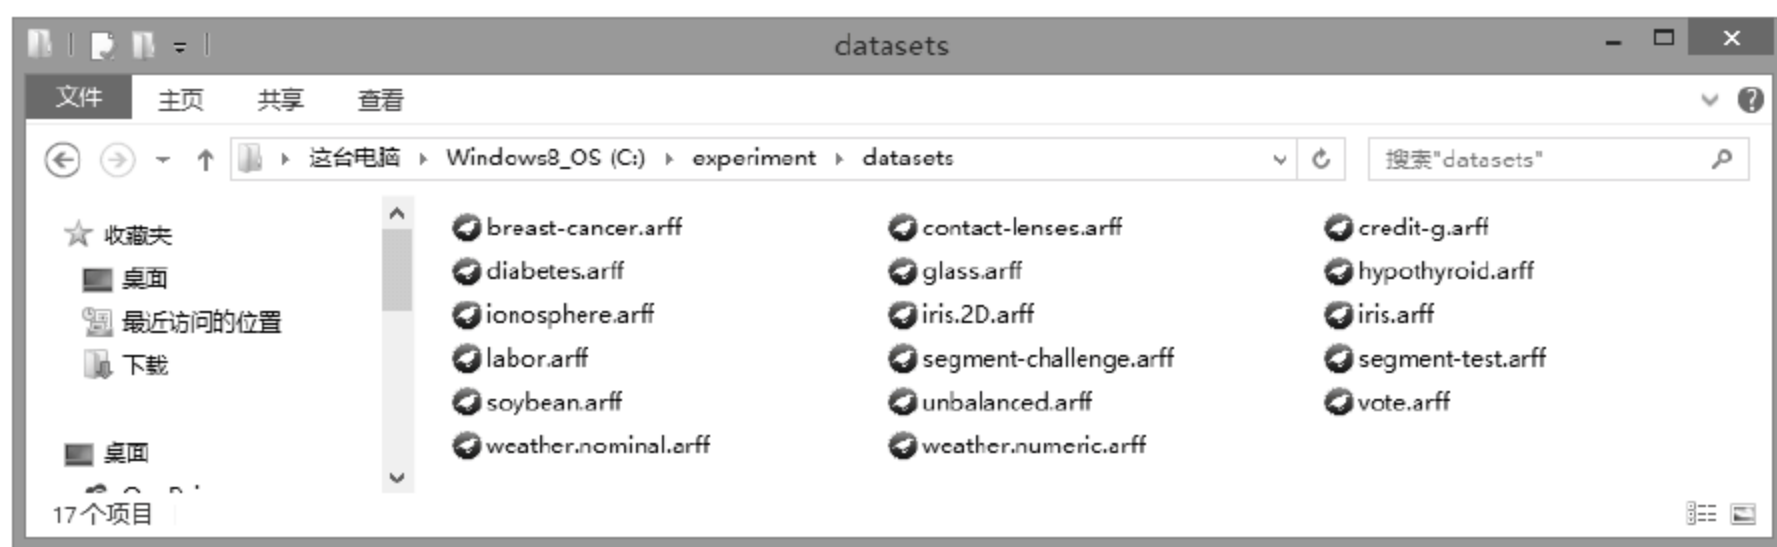 datasets
文件 主页 共享 查看
这台电脑 Windows8_OS (C:) experiment datasets 搜索"datasets"
收藏夹
桌面
最近访问的位置
下载
桌面
breast-cancer.arff contact-lenses.arff credit-g.arff
diabetes.arff glass.arff hypothyroid.arff
ionosphere.arff iris.2D.arff iris.arff
labor.arff segment-challenge.arff segment-test.arff
soybean.arff unbalanced.arff vote.arff
weather.nominal.arff weather.numeric.arff
17个项目